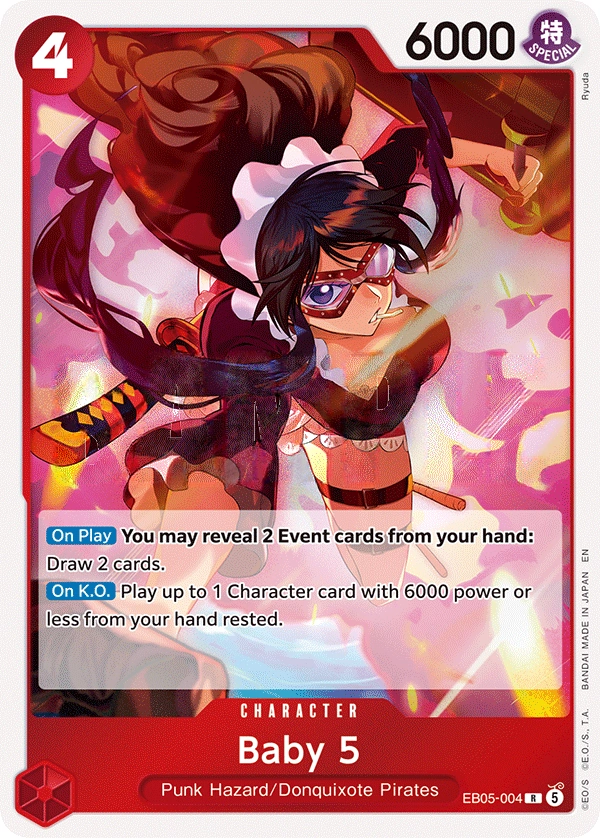 4
6000
特
SPECIAL
Ryuda
On Play You may reveal 2 Event cards from your hand:
Draw 2 cards.
On K.O. Play up to 1 Character card with 6000 power or
less from your hand rested.
CHARACTER
Baby 5
Punk Hazard/Donquixote Pirates
EB05-004 R 5
©EO/S ©E.O./S., T.A. BANDAI MADE IN JAPAN EN